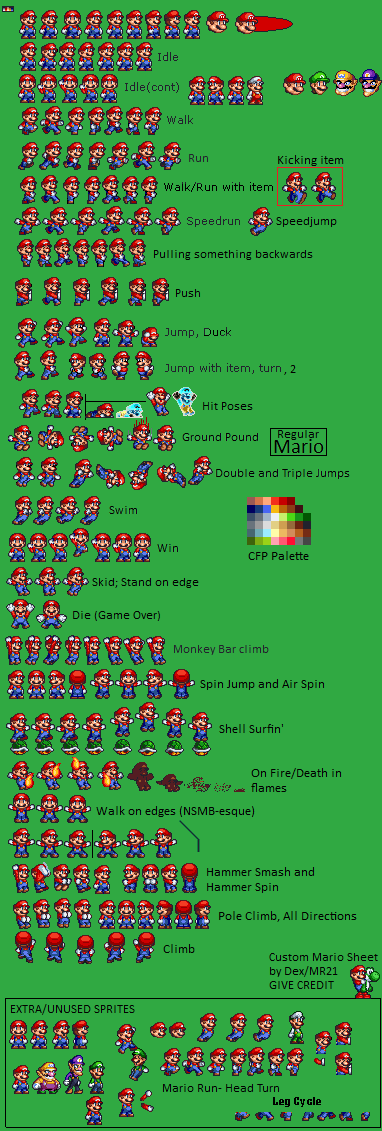 Idle
Idle(cont)
Walk
Run
Kicking item
Walk/Run with item
Speedrun
Speedjump
Pulling something backwards
Push
Jump, Duck
Jump with item, turn, 2
Hit Poses
Ground Pound
Regular
Mario
Double and Triple Jumps
Swim
Win
CFP Palette
Skid; Stand on edge
Die (Game Over)
Monkey Bar climb
Spin Jump and Air Spin
Shell Surfin'
On Fire/Death in
flames
Walk on edges (NSMB-esque)
Hammer Smash and
Hammer Spin
Pole Climb, All Directions
Climb
Custom Mario Sheet
by Dex/MR21
GIVE CREDIT
EXTRA/UNUSED SPRITES
Mario Run- Head Turn
Leg Cycle